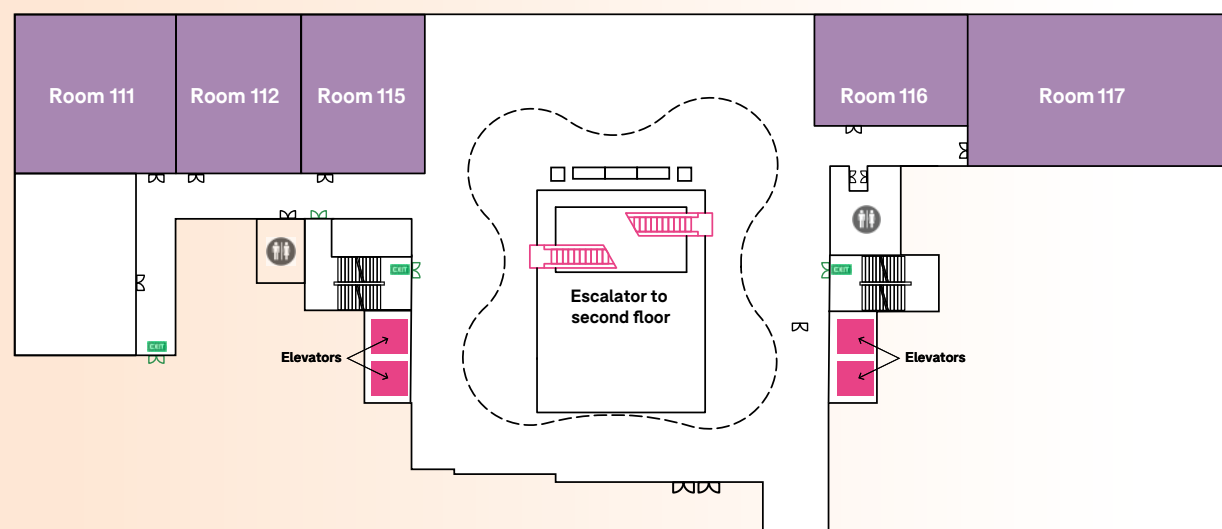 Room 111
Room 112
Room 115
Room 116
Room 117
EXIT
EXIT
Escalator to
second floor
EXIT
Elevators
Elevators